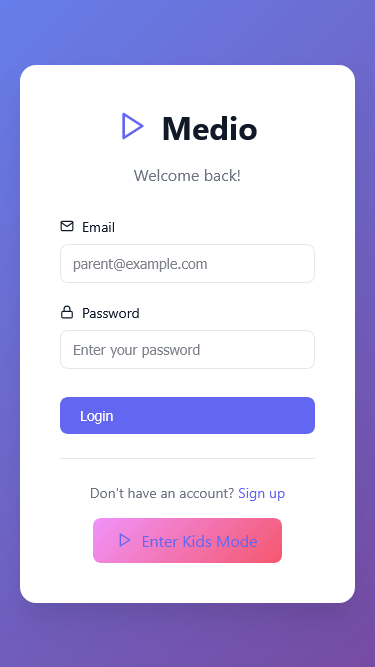 Medio
Welcome back!
Email
parent@example.com
Password
Enter your password
Login
Don't have an account? Sign up
Enter Kids Mode